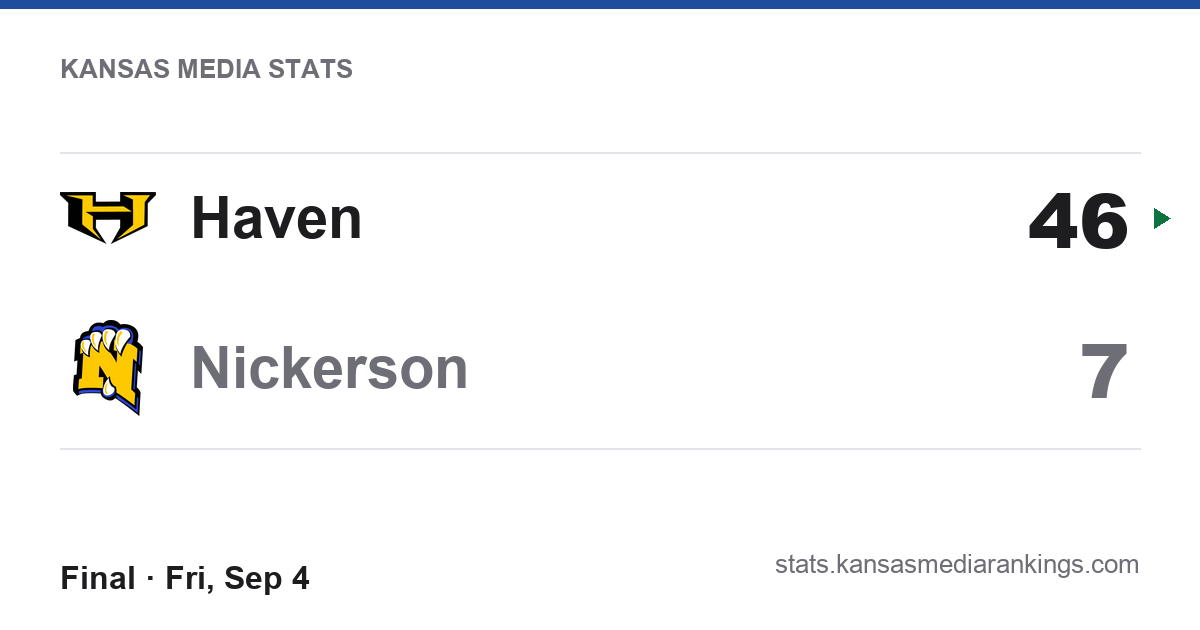 KANSAS MEDIA STATS
Haven 46
Nickerson 7
Final · Fri, Sep 4
stats.kansasmediarankings.com